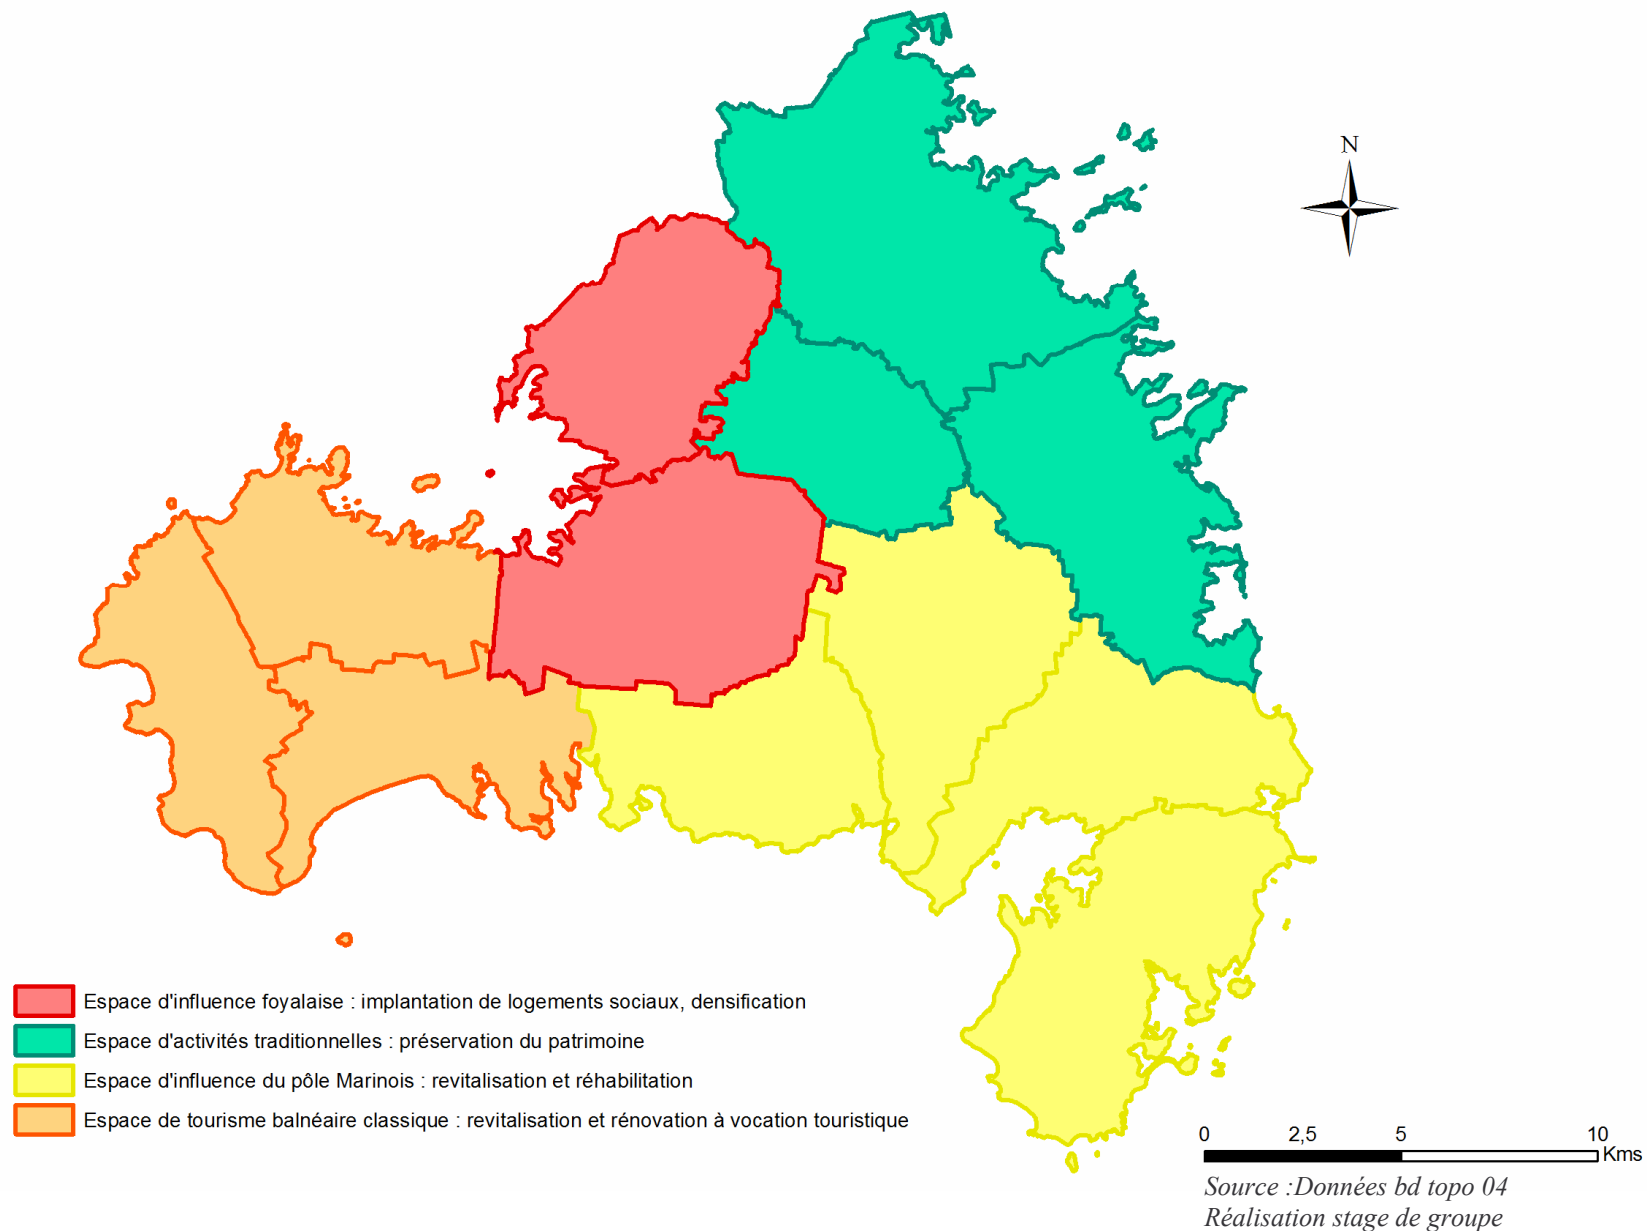 N
Espace d'influence foyalaise : implantation de logements sociaux, densification
Espace d'activités traditionnelles : préservation du patrimoine
Espace d'influence du pôle Marinois : revitalisation et réhabilitation
Espace de tourisme balnéaire classique : revitalisation et rénovation à vocation touristique
0 2,5 5 10
Kms
Source :Données bd topo 04
Réalisation stage de groupe